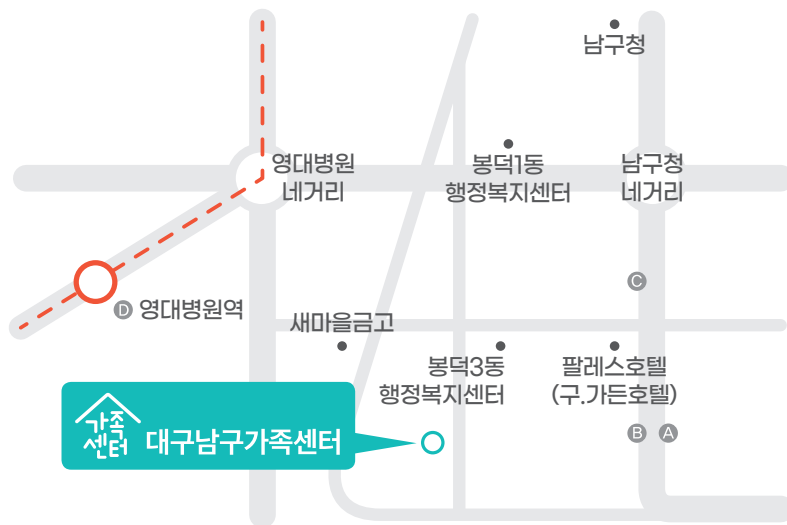 남구청
영대병원
네거리
봉덕1동
행정복지센터
남구청
네거리
C
D 영대병원역
새마을금고
봉덕3동
행정복지센터
팔레스호텔
(구.가든호텔)
가족
센터
대구남구가족센터
B A